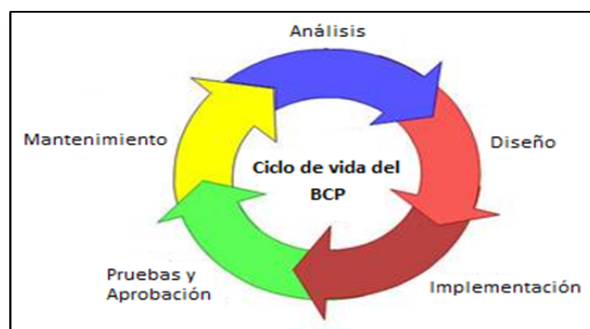 Análisis
Mantenimiento
Diseño
Ciclo de vida del
BCP
Pruebas y
Aprobación
Implementación